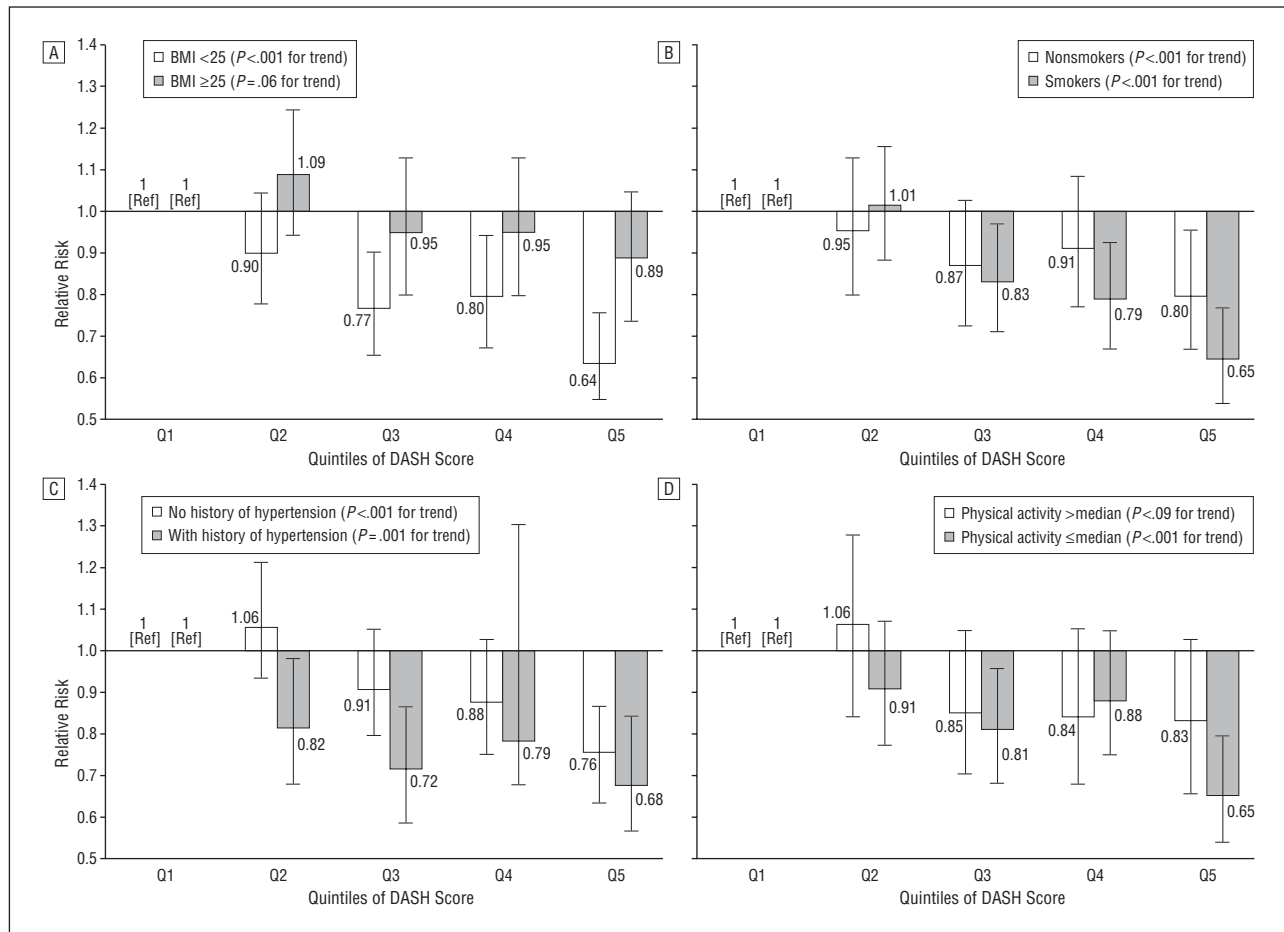 A
BMI <25 (P<.001 for trend)
BMI ≥25 (P=.06 for trend)
1.4
1.3
1.2
1.1
1.0
0.9
0.8
0.7
0.6
0.5
Relative Risk
1 [Ref]
1 [Ref]
0.90
1.09
0.77
0.95
0.80
0.95
0.64
0.89
Q1 Q2 Q3 Q4 Q5
Quintiles of DASH Score
B
Nonsmokers (P<.001 for trend)
Smokers (P<.001 for trend)
1 [Ref]
1 [Ref]
0.95
1.01
0.87
0.83
0.91
0.79
0.80
0.65
Q1 Q2 Q3 Q4 Q5
Quintiles of DASH Score
C
No history of hypertension (P<.001 for trend)
With history of hypertension (P=.001 for trend)
1.4
1.3
1.2
1.1
1.0
0.9
0.8
0.7
0.6
0.5
Relative Risk
1 [Ref]
1 [Ref]
1.06
0.82
0.91
0.72
0.88
0.79
0.76
0.68
Q1 Q2 Q3 Q4 Q5
Quintiles of DASH Score
D
Physical activity >median (P<.09 for trend)
Physical activity ≤median (P<.001 for trend)
1 [Ref]
1 [Ref]
1.06
0.91
0.85
0.81
0.84
0.88
0.83
0.65
Q1 Q2 Q3 Q4 Q5
Quintiles of DASH Score